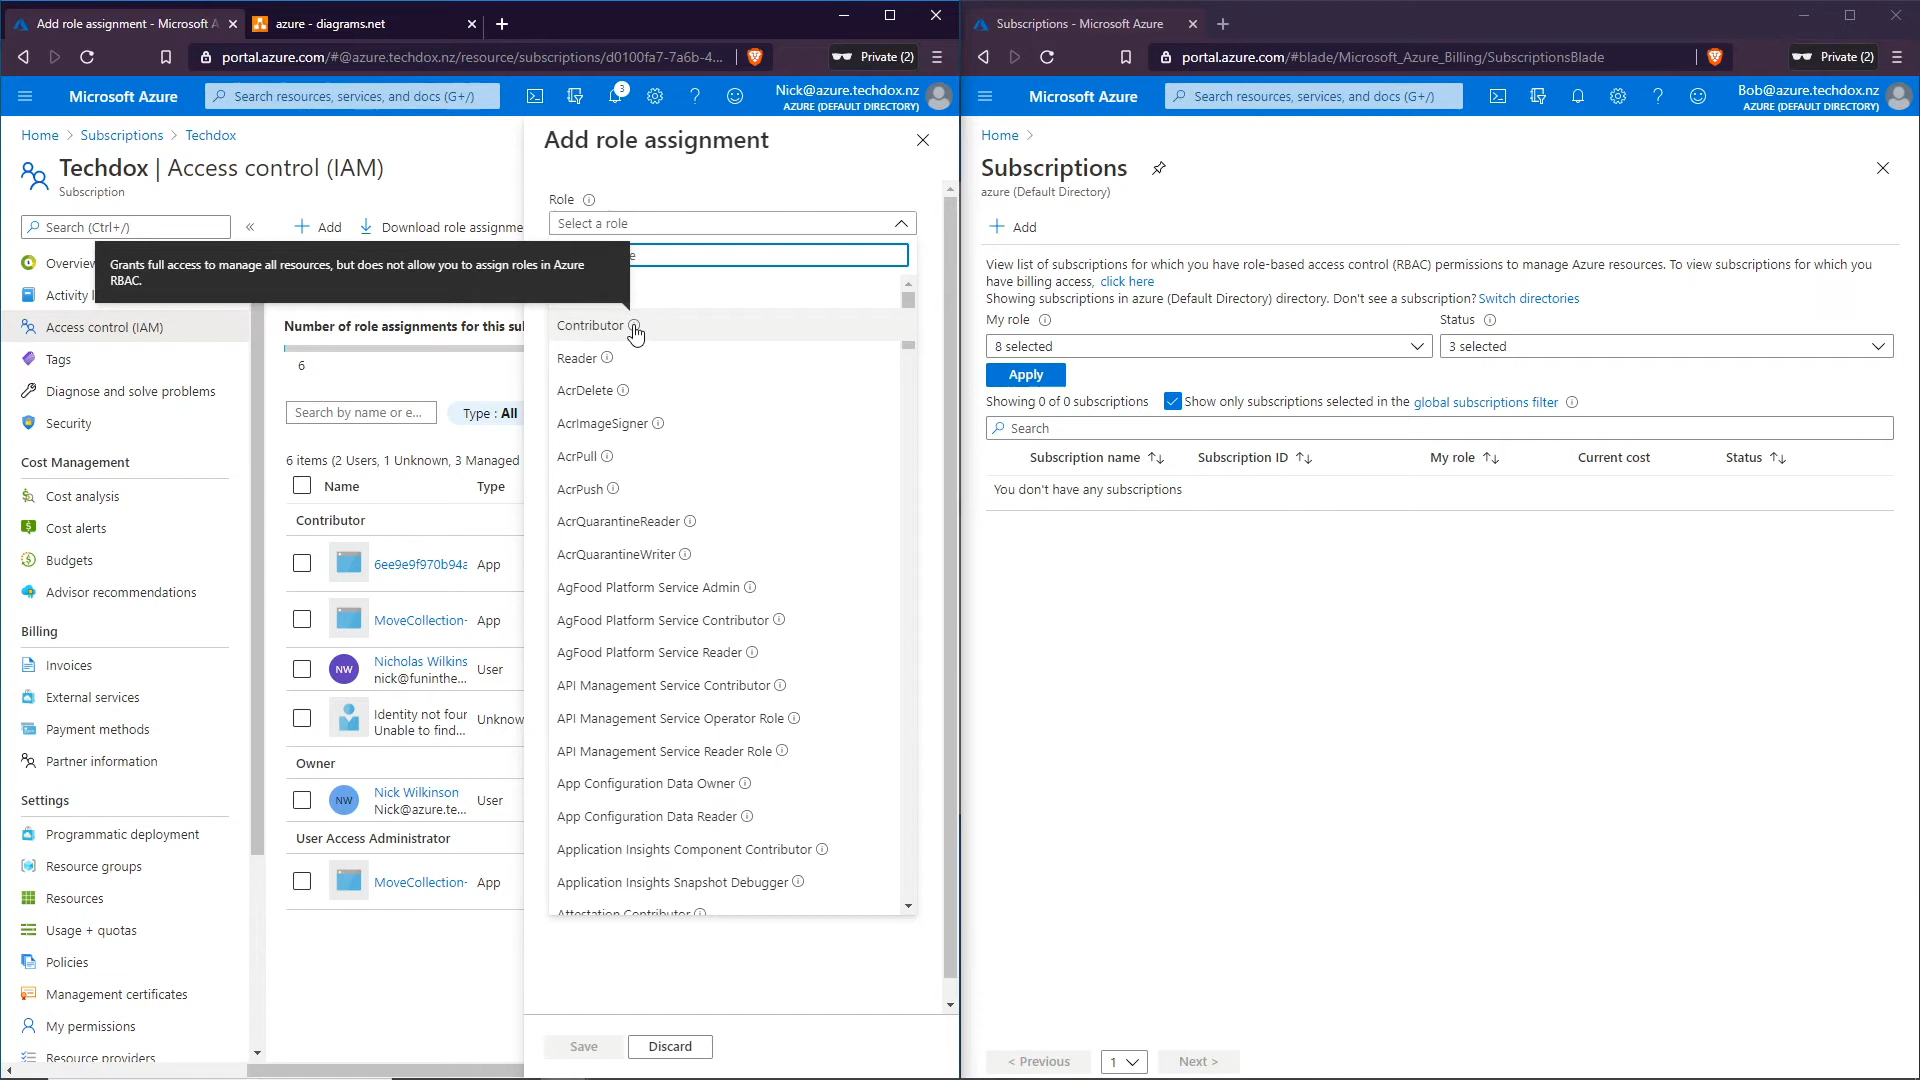 Add role assignment - Microsoft A
azure - diagrams.net
portal.azure.com/#@azure.techdox.nz/resource/subscriptions/d0100fa7-7a6b-4...
Private (2)
Microsoft Azure
Search resources, services, and docs (G+/)
3
Nick@azure.techdox.nz
AZURE (DEFAULT DIRECTORY)
Home > Subscriptions > Techdox
Techdox | Access control (IAM)
Subscription
Search (Ctrl+/)
Add
Download role assignme
Overview
Activity l
Access control (IAM)
Tags
Diagnose and solve problems
Security
Cost Management
Cost analysis
Cost alerts
Budgets
Advisor recommendations
Billing
Invoices
External services
Payment methods
Partner information
Settings
Programmatic deployment
Resource groups
Resources
Usage + quotas
Policies
Management certificates
My permissions
Resource providers
Grants full access to manage all resources, but does not allow you to assign roles in Azure
RBAC.
Number of role assignments for this sul
6
Search by name or e...
Type : All
6 items (2 Users, 1 Unknown, 3 Managed
Name
Type
Contributor
6ee9e9f970b94a
App
MoveCollection-
App
NW
Nicholas Wilkins
nick@funinthe...
User
Identity not four
Unable to find...
Unknow
Owner
NW
Nick Wilkinson
Nick@azure.te...
User
User Access Administrator
MoveCollection-
App
Add role assignment
Role
Select a role
e
Contributor
Reader
AcrDelete
AcrImageSigner
AcrPull
AcrPush
AcrQuarantineReader
AcrQuarantineWriter
AgFood Platform Service Admin
AgFood Platform Service Contributor
AgFood Platform Service Reader
API Management Service Contributor
API Management Service Operator Role
API Management Service Reader Role
App Configuration Data Owner
App Configuration Data Reader
Application Insights Component Contributor
Application Insights Snapshot Debugger
Attestation Contributor
Save
Discard
Subscriptions - Microsoft Azure
portal.azure.com/#blade/Microsoft_Azure_Billing/SubscriptionsBlade
Private (2)
Microsoft Azure
Search resources, services, and docs (G+/)
Bob@azure.techdox.nz
AZURE (DEFAULT DIRECTORY)
Home >
Subscriptions
azure (Default Directory)
Add
View list of subscriptions for which you have role-based access control (RBAC) permissions to manage Azure resources. To view subscriptions for which you
have billing access, click here
Showing subscriptions in azure (Default Directory) directory. Don't see a subscription? Switch directories
My role
Status
8 selected
3 selected
Apply
Showing 0 of 0 subscriptions
Show only subscriptions selected in the global subscriptions filter
Search
Subscription name
Subscription ID
My role
Current cost
Status
You don't have any subscriptions
< Previous
1
Next >